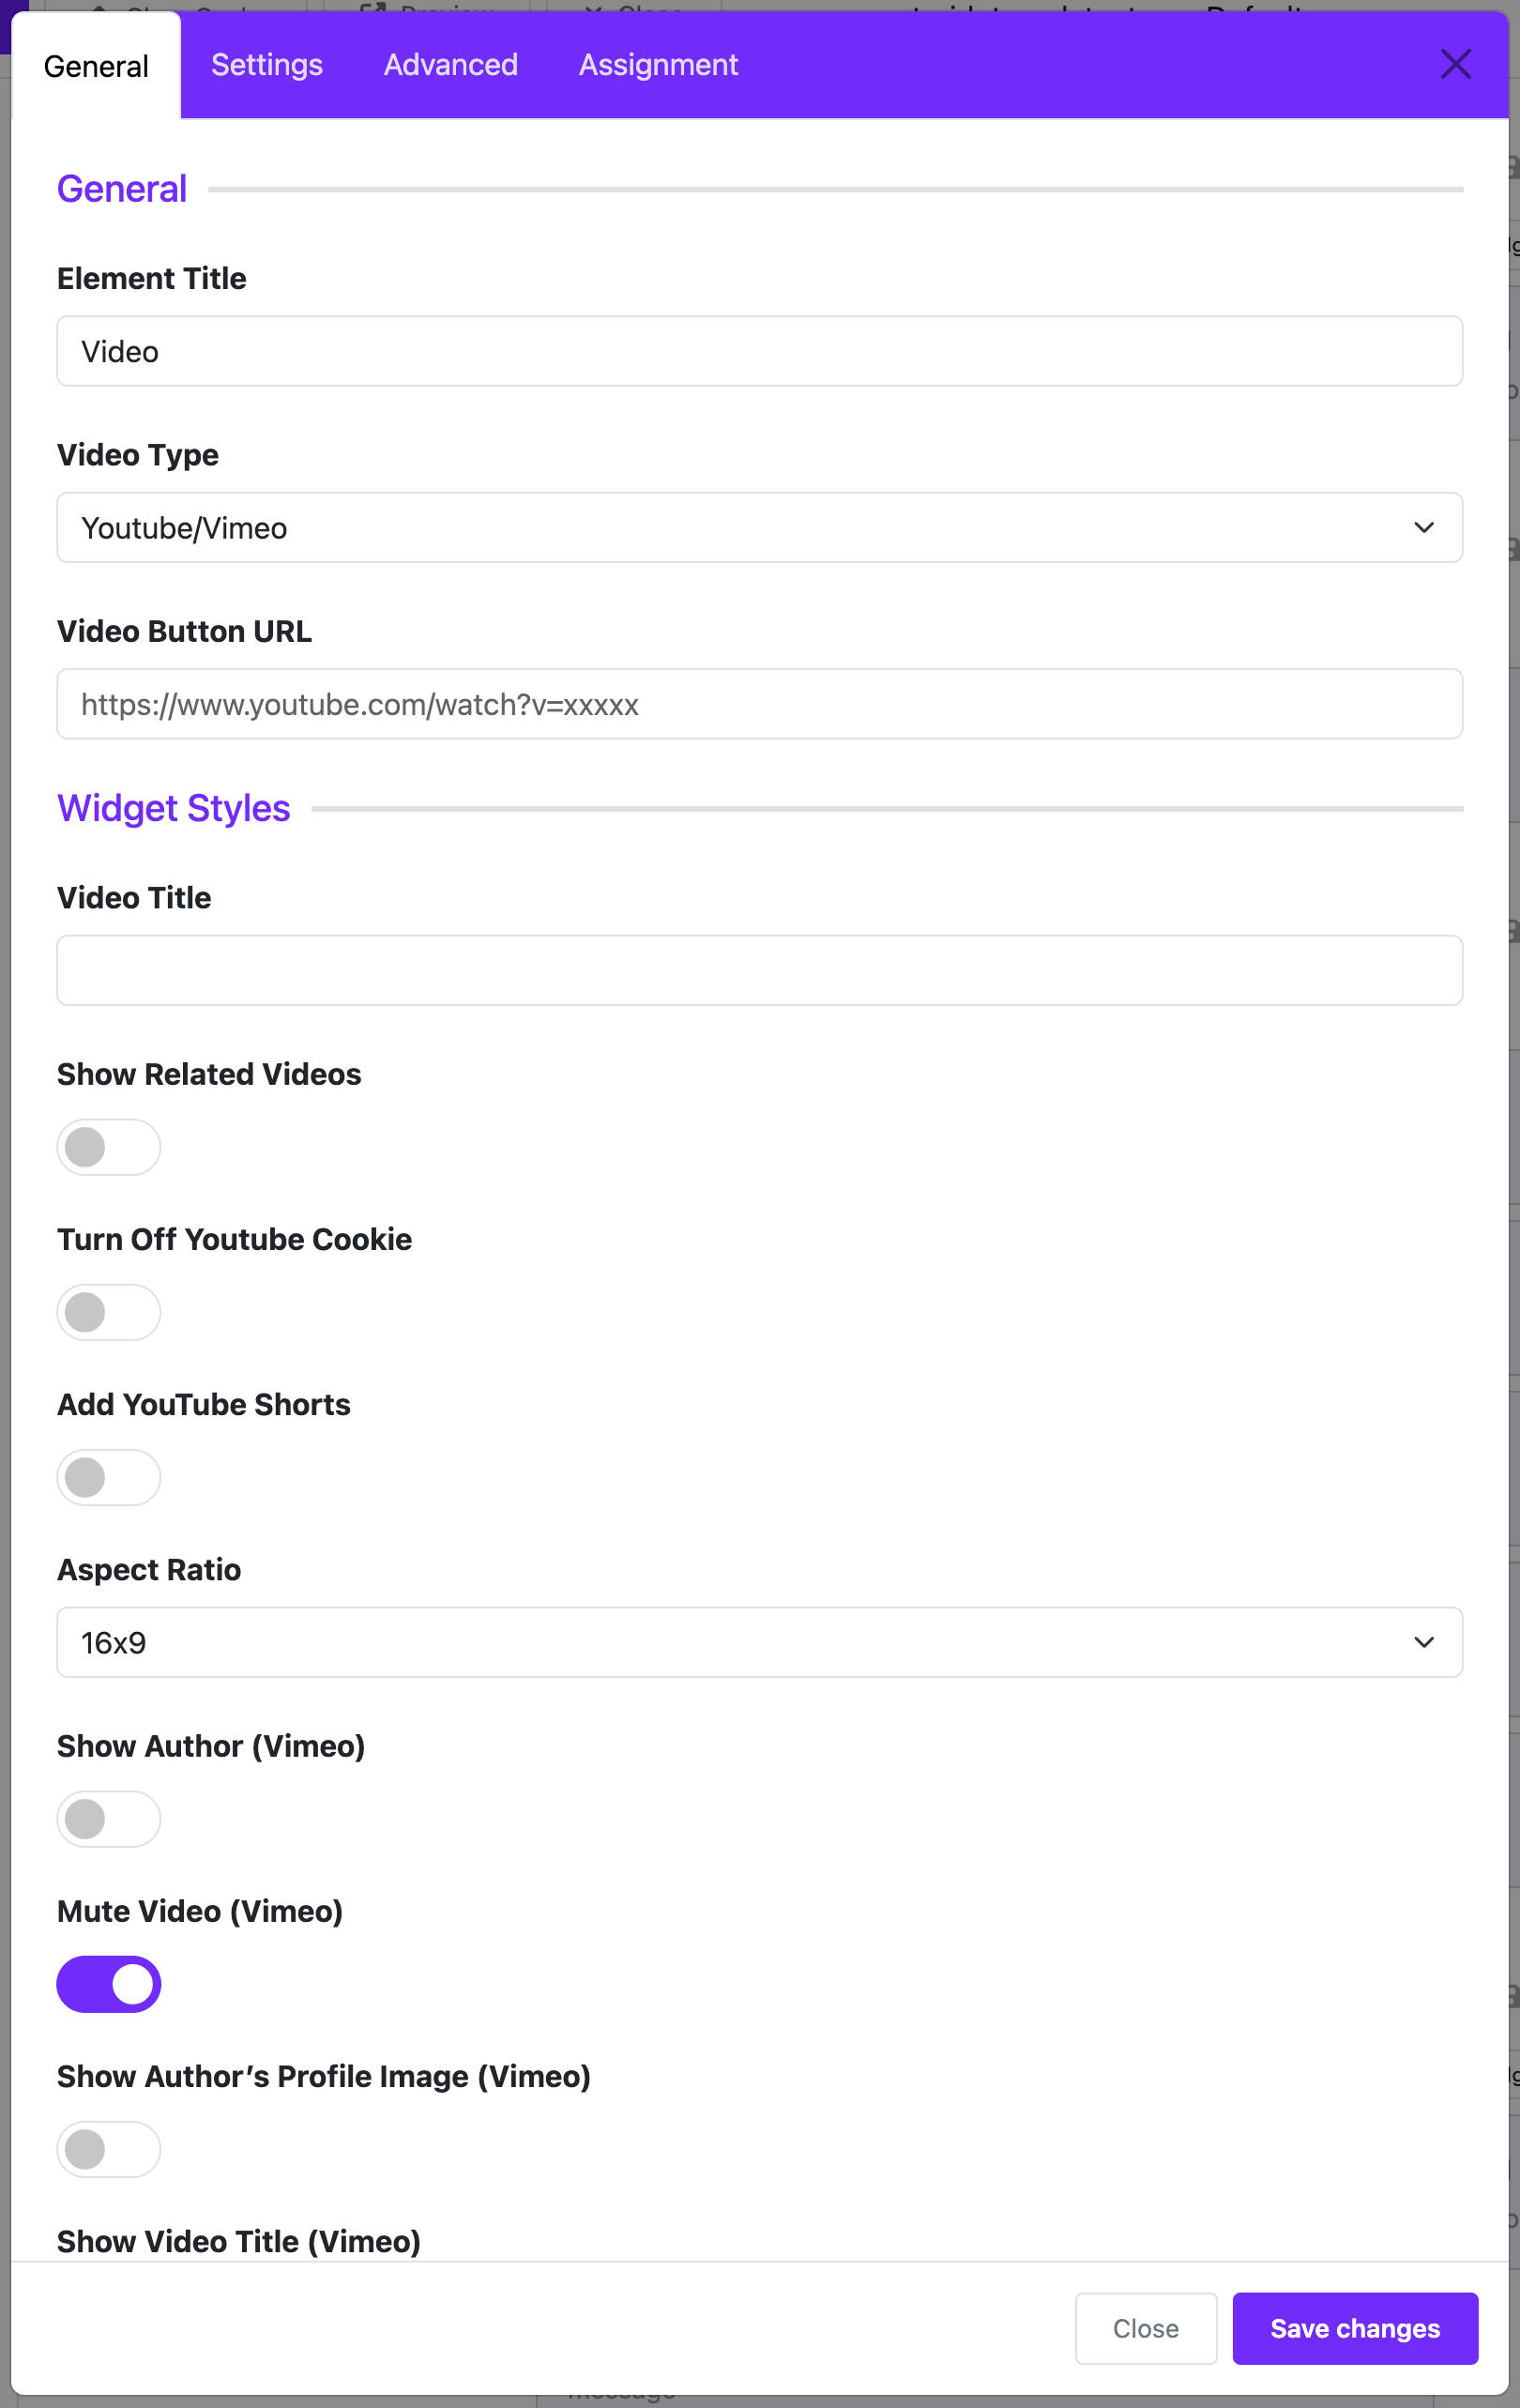 General
Settings
Advanced
Assignment
General
Element Title
Video
Video Type
Youtube/Vimeo
Video Button URL
https://www.youtube.com/watch?v=xxxxx
Widget Styles
Video Title
Show Related Videos
Turn Off Youtube Cookie
Add YouTube Shorts
Aspect Ratio
16x9
Show Author (Vimeo)
Mute Video (Vimeo)
Show Author’s Profile Image (Vimeo)
Show Video Title (Vimeo)
Close
Save changes